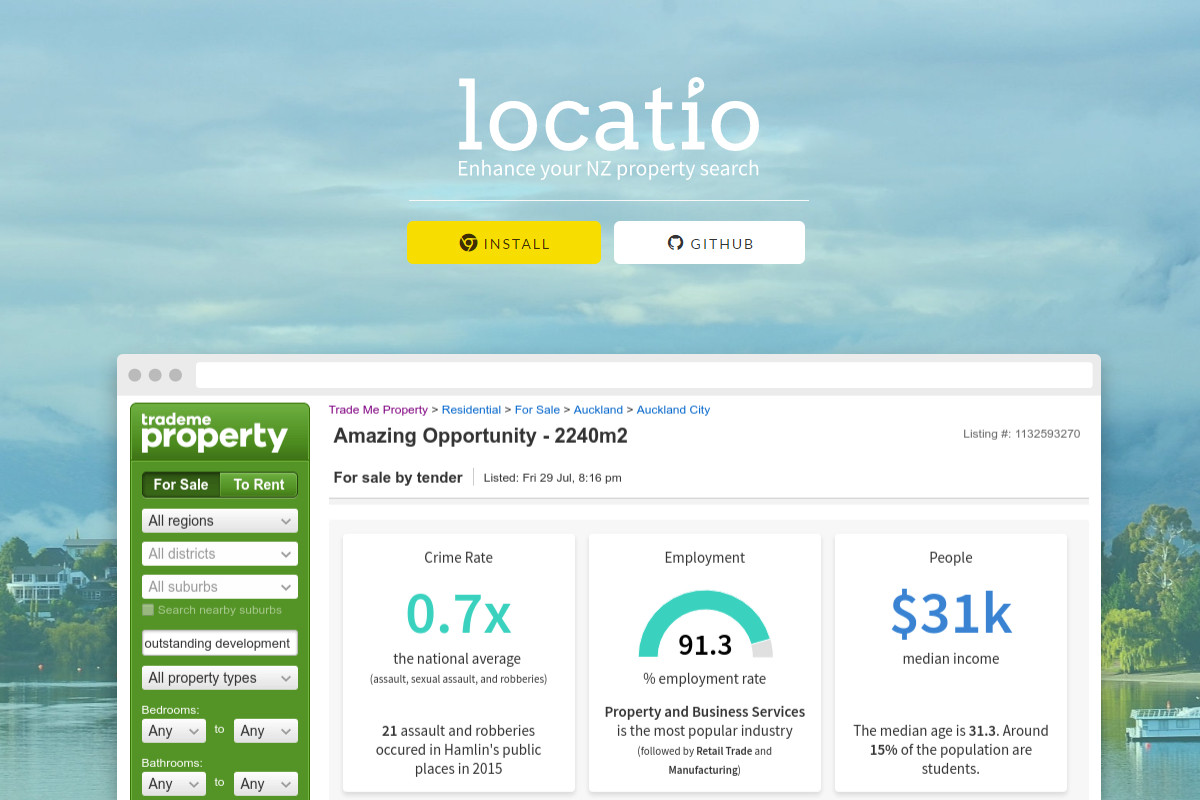 locatio
Enhance your NZ property search
INSTALL
GITHUB
trademe
property
For Sale
To Rent
All regions
All districts
All suburbs
Search nearby suburbs
outstanding development
All property types
Bedrooms:
Any to Any
Bathrooms:
Any to Any
Trade Me Property > Residential > For Sale > Auckland > Auckland City
Amazing Opportunity - 2240m2
Listing #: 1132593270
For sale by tender
Listed: Fri 29 Jul, 8:16 pm
Crime Rate
0.7x
the national average
(assault, sexual assault, and robberies)
21 assault and robberies
occured in Hamlin's public
places in 2015
Employment
91.3
% employment rate
Property and Business Services
is the most popular industry
(followed by Retail Trade and
Manufacturing)
People
$31k
median income
The median age is 31.3. Around
15% of the population are
students.